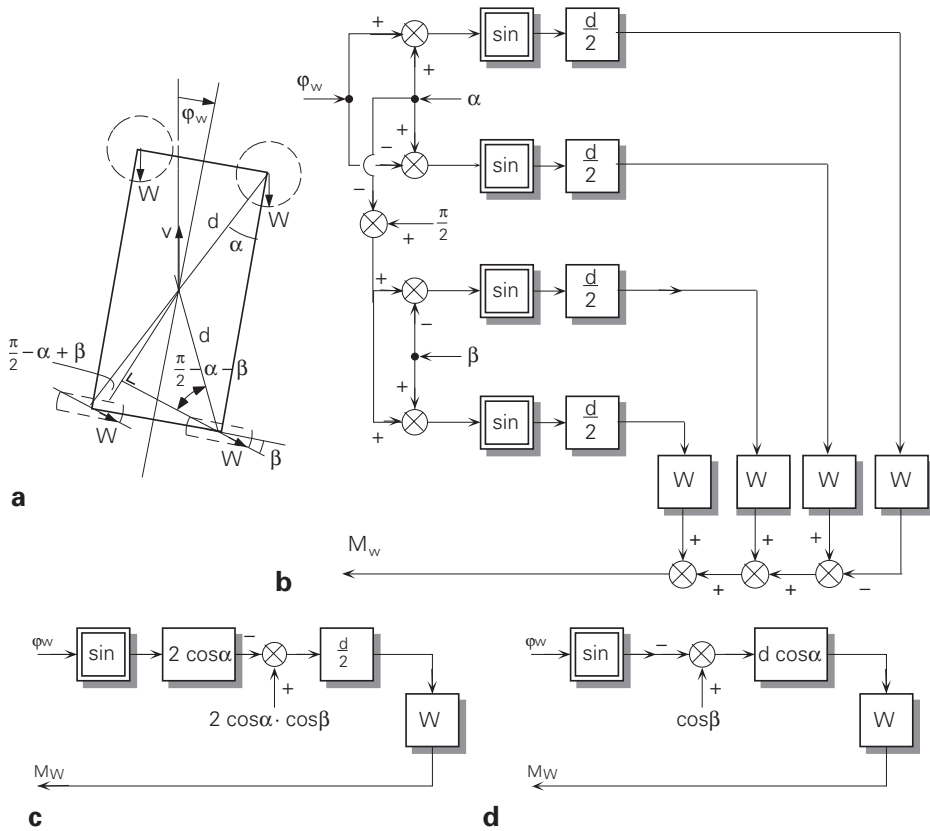 φw
W
W
d
α
v
d
π/2 – α + β
π/2 – α – β
W
W
β
a
φw
+
sin
d/2
+
α
+
–
sin
d/2
–
π/2
+
+
sin
d/2
–
β
+
+
sin
d/2
W
W
W
W
+
+
+
Mw
+
+
–
b
φw
sin
2 cosα
–
d/2
+
2 cosα · cosβ
W
MW
c
φw
sin
–
d cosα
+
cosβ
W
MW
d